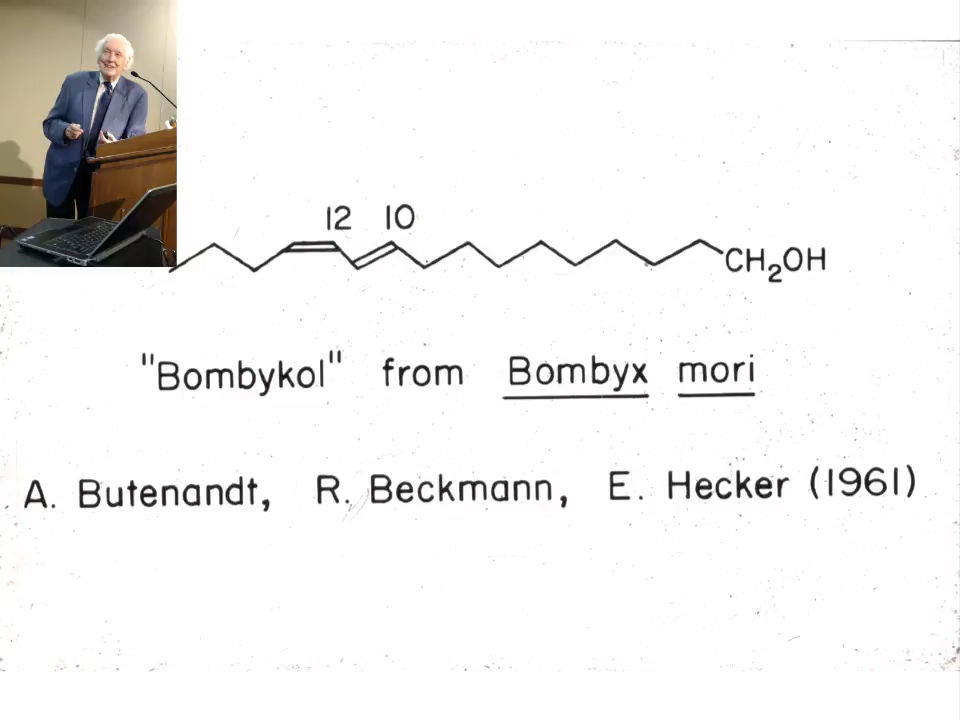 12 10
CH₂OH
"Bombykol" from Bombyx mori
A. Butenandt, R. Beckmann, E. Hecker (1961)